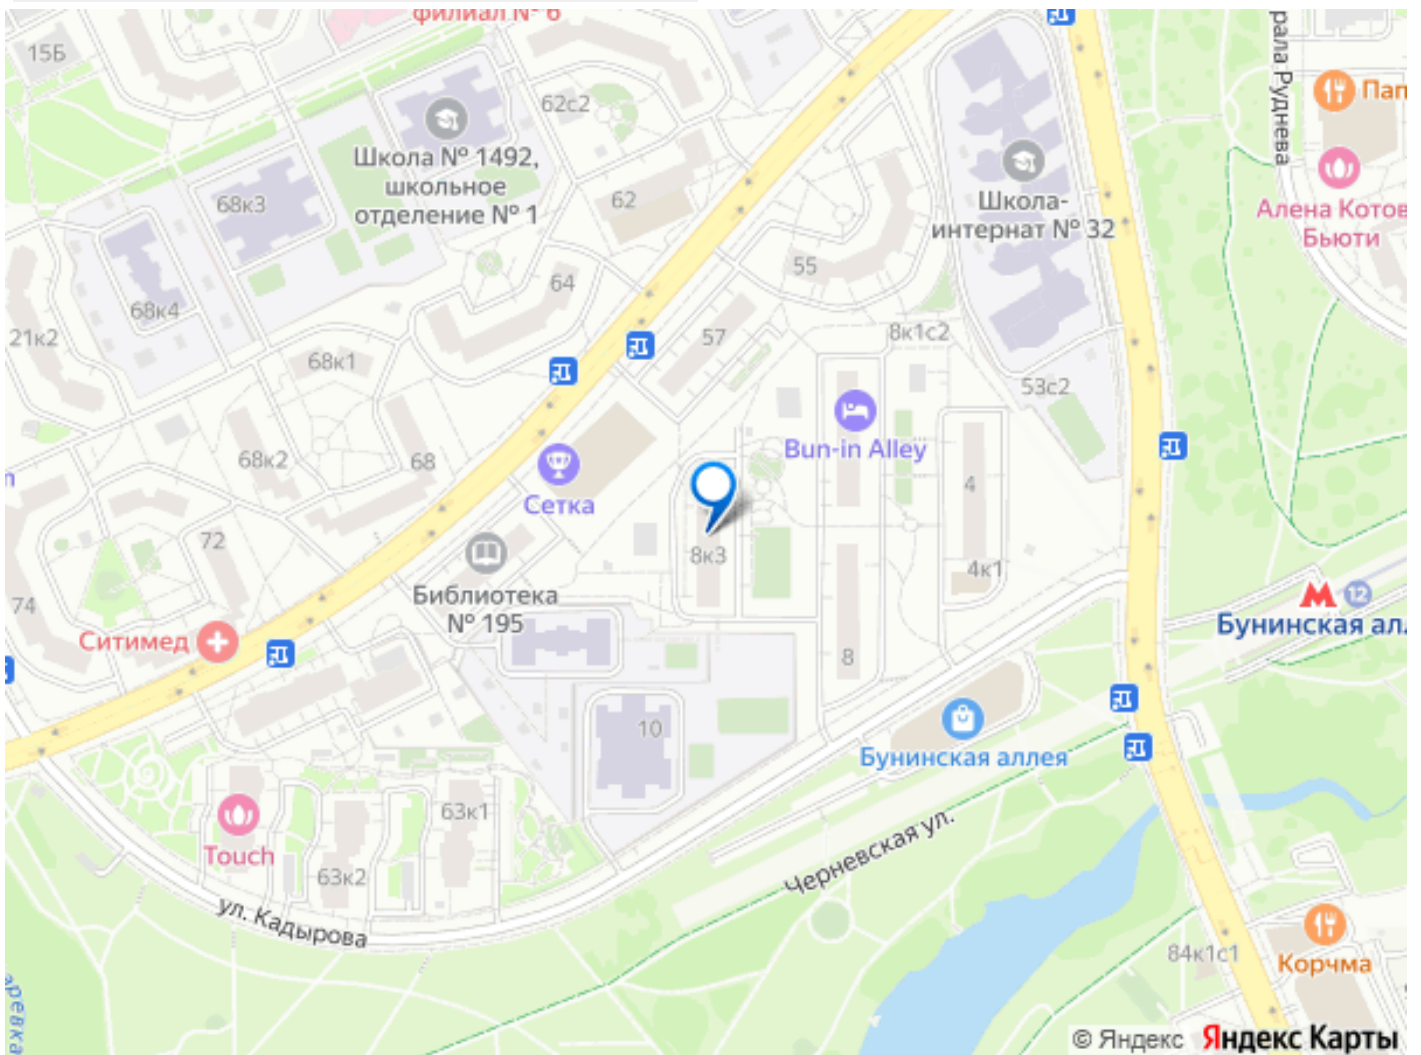 филиал № 6
15Б
62с2
Школа № 1492,
школьное
отделение № 1
68к3
62
68к4
64
21к2
68к1
57
55
Школа-
интернат № 32
рала Руднева
Пап
Алена Котов
Бьюти
8к1с2
53с2
68к2
68
Сетка
Bun-in Alley
4
72
8к3
4к1
74
Библиотека
№ 195
Ситимед
8
10
12
Бунинская ал
Бунинская аллея
Touch
63к1
63к2
ул. Кадырова
Черневская ул.
84к1с1
Корчма
аревка
© Яндекс Яндекс Карты